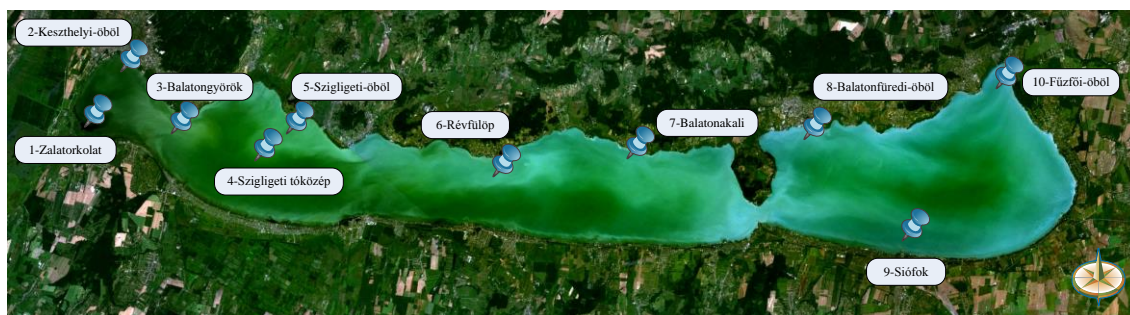 2-Keszthelyi-öböl
3-Balatongyörök
5-Szigligeti-öböl
8-Balatonfüredi-öböl
10-Fűzfői-öböl
6-Révfülöp
7-Balatonakali
1-Zalatorkolat
4-Szigligeti tóközép
9-Siófok